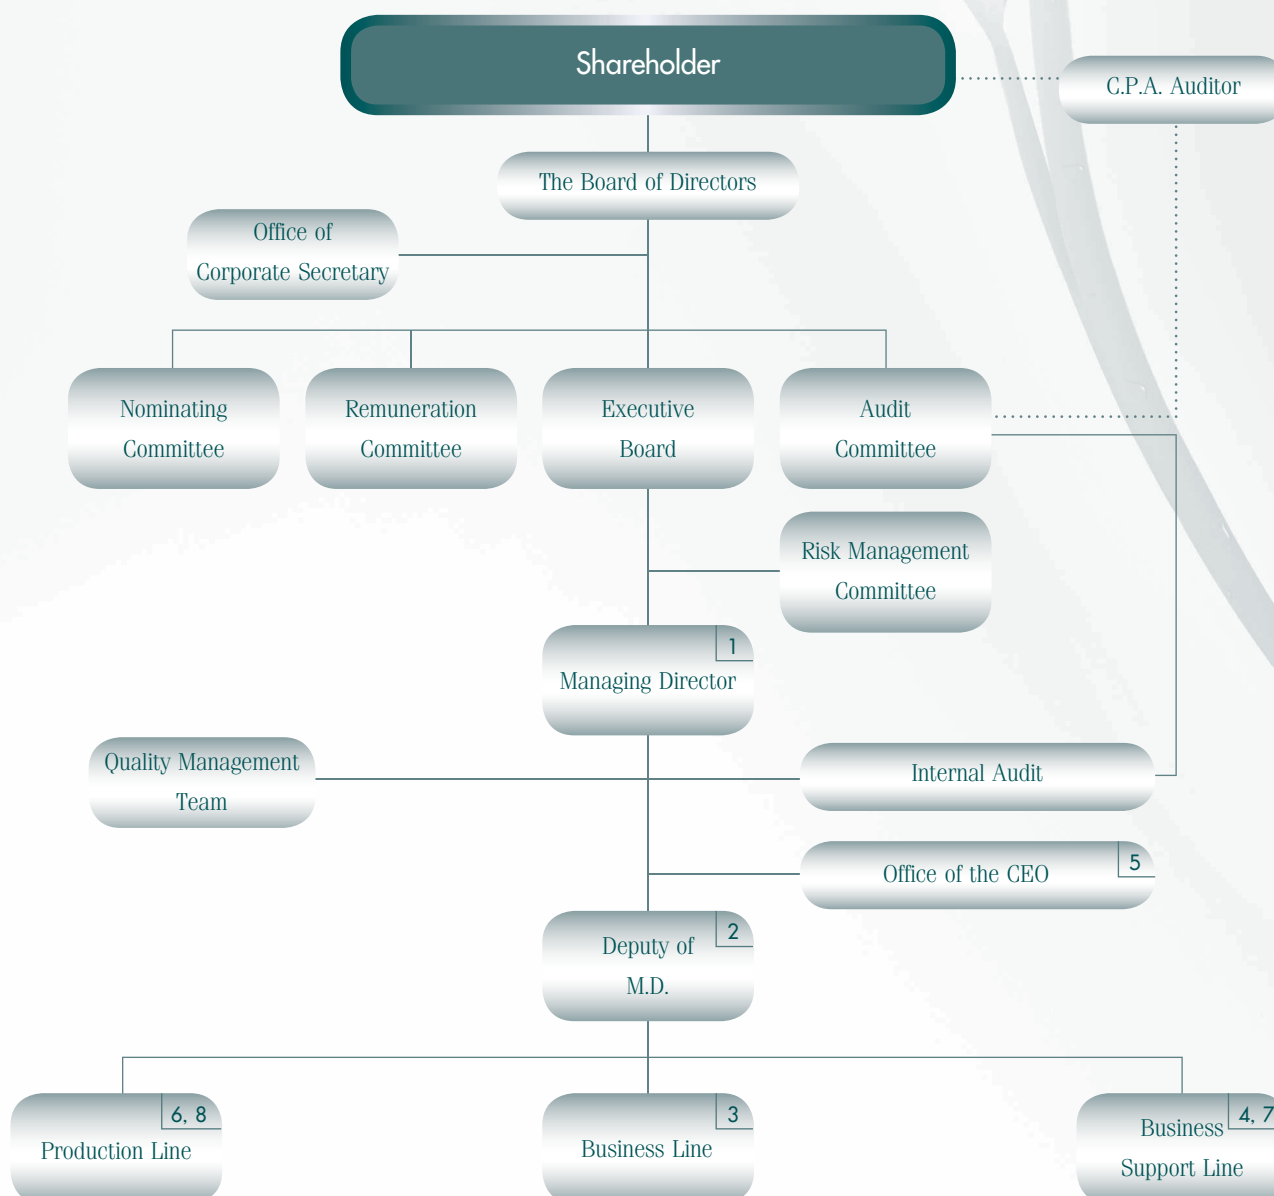 Shareholder
C.P.A. Auditor
The Board of Directors
Office of
Corporate Secretary
Nominating
Committee
Remuneration
Committee
Executive
Board
Audit
Committee
Risk Management
Committee
1
Managing Director
Quality Management
Team
Internal Audit
5
Office of the CEO
2
Deputy of
M.D.
6, 8
Production Line
3
Business Line
4, 7
Business
Support Line